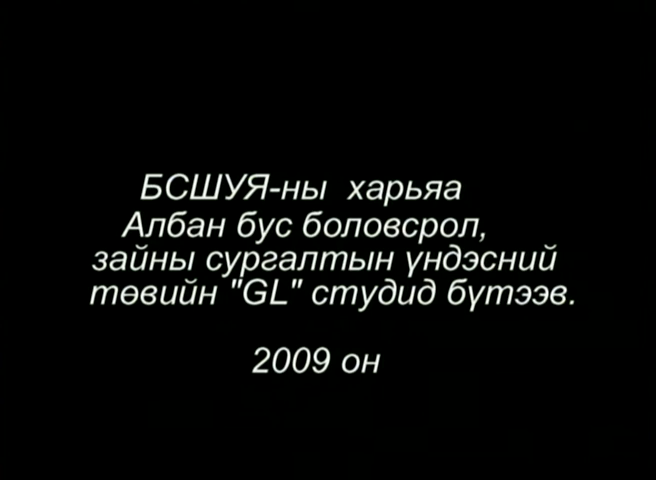 БСШУЯ-ны харьяа
Албан бус боловсрол,
зайны сургалтын үндэсний
төвийн "GL" студид бүтээв.
2009 он